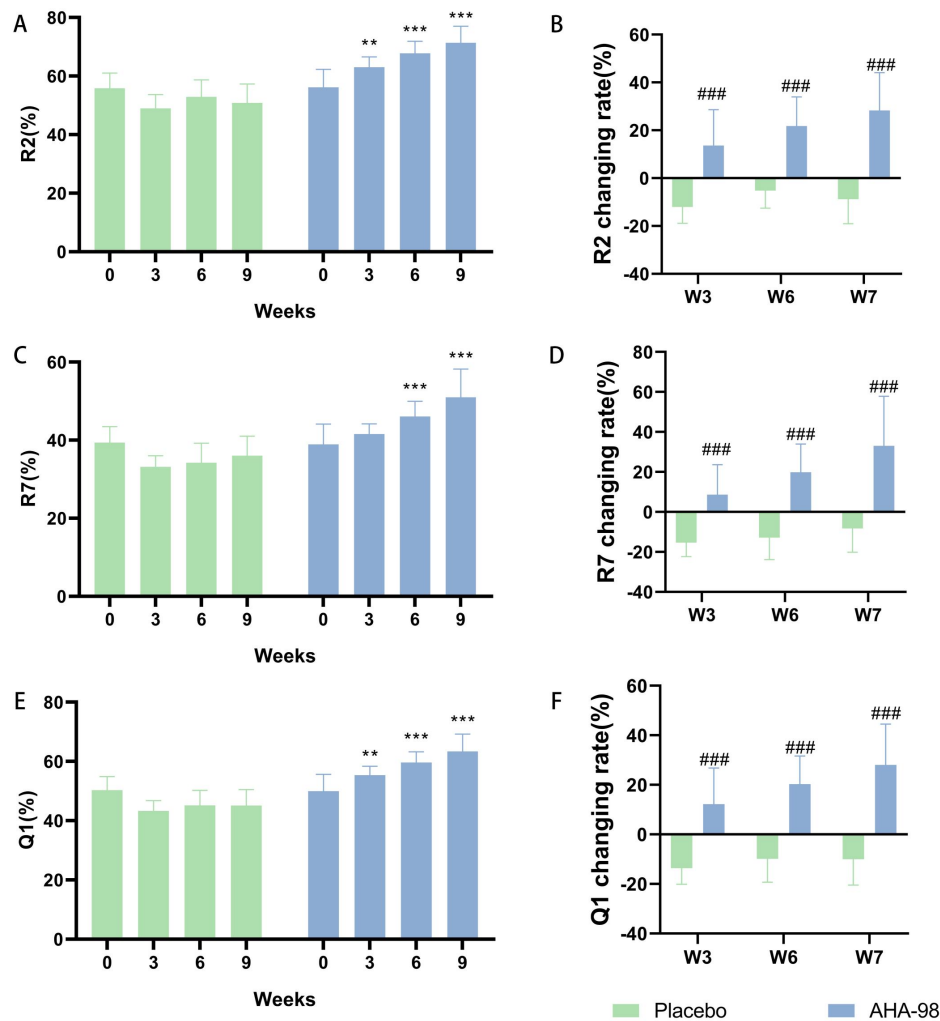 A
R2(%)
80
60
40
20
0
** *** ***
0 3 6 9 0 3 6 9
Weeks
B
R2 changing rate(%)
60
40
20
0
-20
-40
### ### ###
W3 W6 W7
C
R7(%)
60
40
20
0
*** ***
0 3 6 9 0 3 6 9
Weeks
D
R7 changing rate(%)
80
60
40
20
0
-20
-40
### ### ###
W3 W6 W7
E
Q1(%)
80
60
40
20
0
** *** ***
0 3 6 9 0 3 6 9
Weeks
F
Q1 changing rate(%)
60
40
20
0
-20
-40
### ### ###
W3 W6 W7
Placebo AHA-98